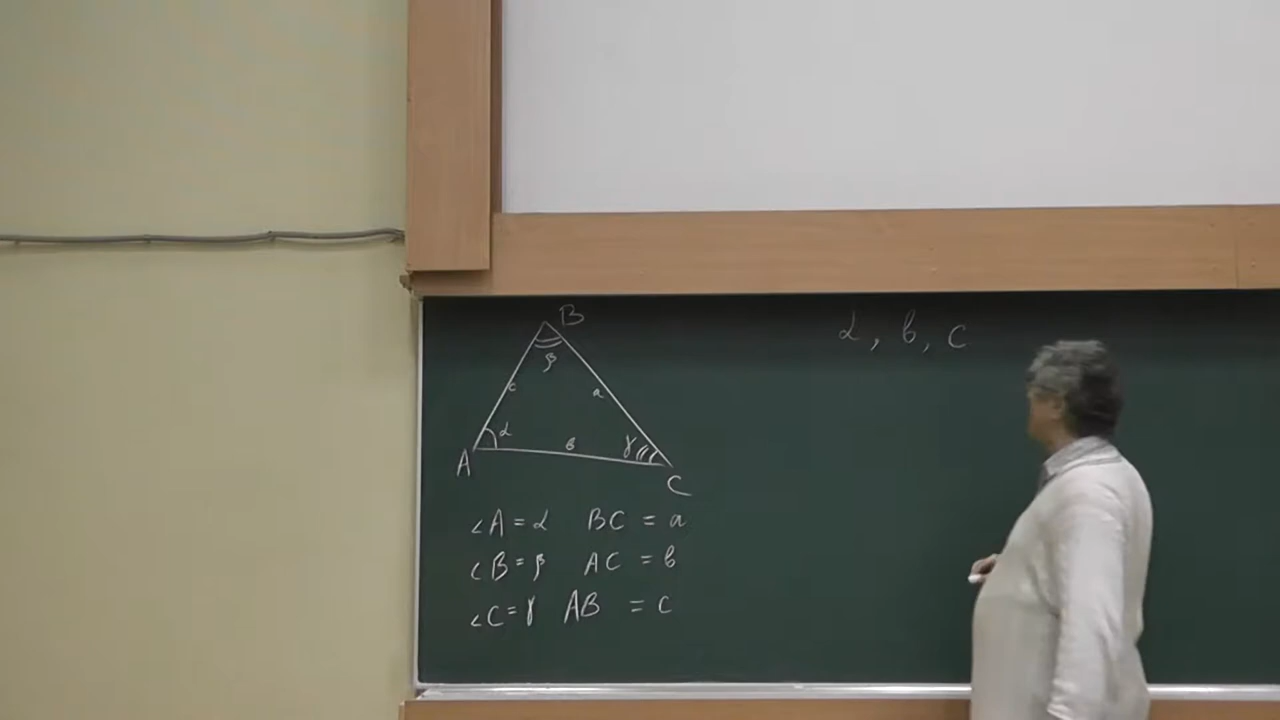 B
β
c a
α b γ
A C
∠A = α BC = a
∠B = β AC = b
∠C = γ AB = c
α, b, c